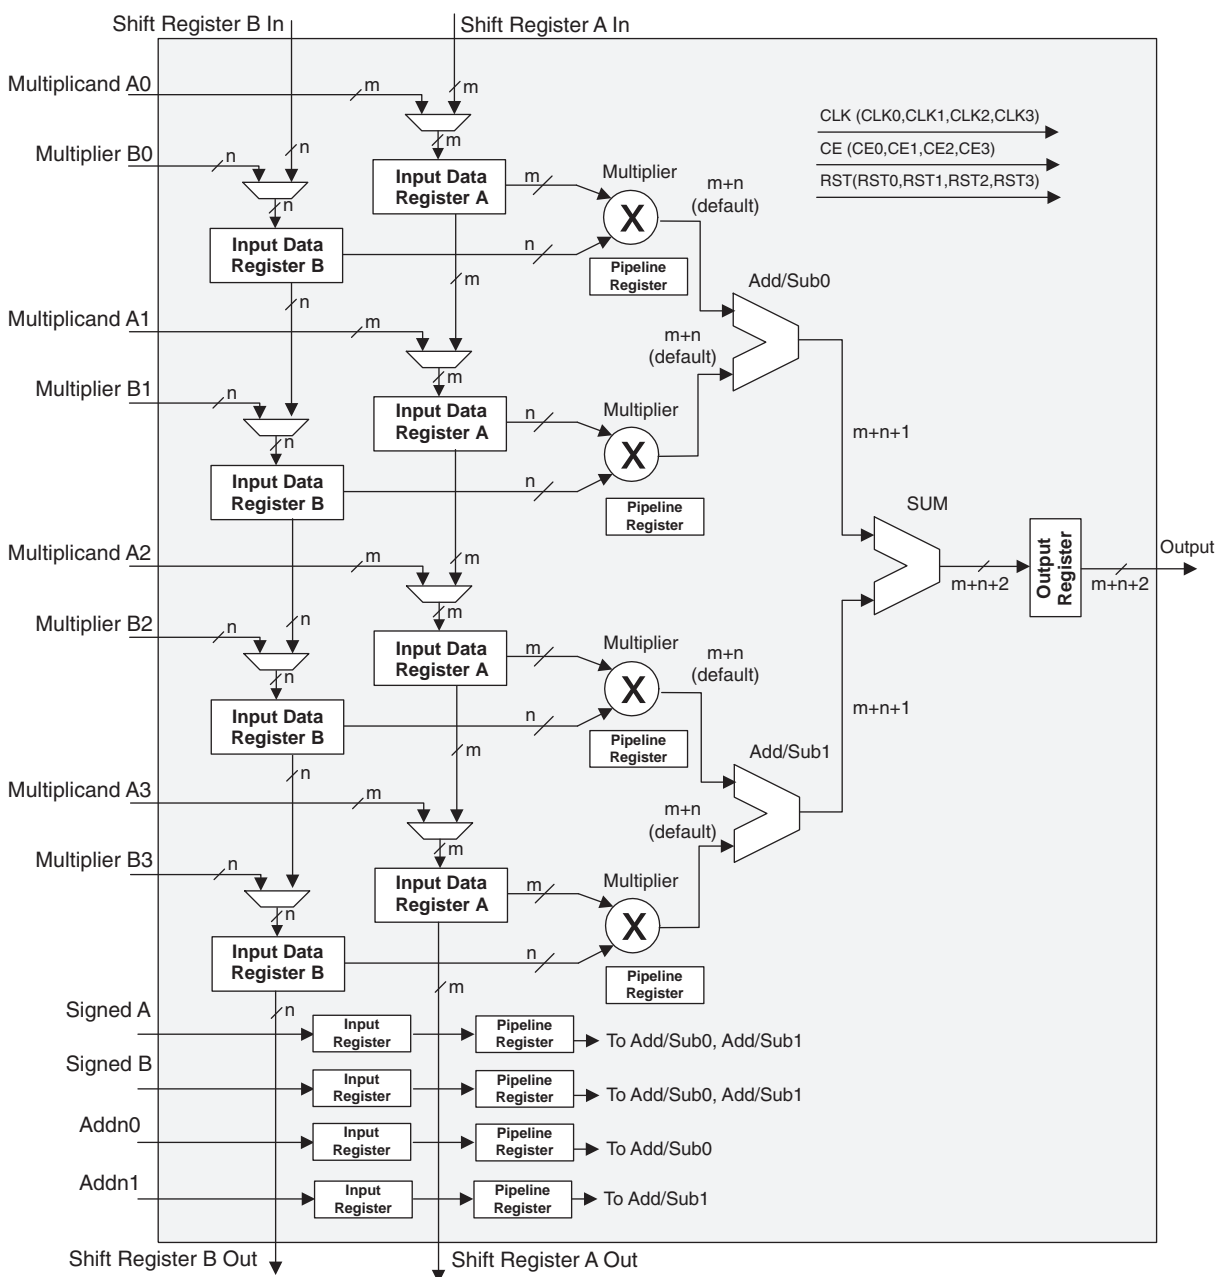 Shift Register B In
Shift Register A In
Multiplicand A0
m
m
CLK (CLK0,CLK1,CLK2,CLK3)
CE (CE0,CE1,CE2,CE3)
RST(RST0,RST1,RST2,RST3)
m
Multiplier B0
n
n
n
Input Data
Register A
m
Multiplier
X
m+n
(default)
Input Data
Register B
n
Pipeline
Register
m
n
Add/Sub0
Multiplicand A1
m
m+n
(default)
m
Multiplier B1
n
n
Input Data
Register A
n
Multiplier
X
m+n+1
Input Data
Register B
n
Pipeline
Register
SUM
Multiplicand A2
m
m
m
Output
Register
Output
m+n+2
m+n+2
Multiplier B2
n
n
n
Input Data
Register A
m
Multiplier
X
m+n
(default)
Input Data
Register B
n
Pipeline
Register
m+n+1
m
n
Add/Sub1
Multiplicand A3
m
m+n
(default)
m
Multiplier B3
n
n
Input Data
Register A
m
Multiplier
X
Input Data
Register B
n
Pipeline
Register
m
n
Signed A
Input
Register
Pipeline
Register
To Add/Sub0, Add/Sub1
Signed B
Input
Register
Pipeline
Register
To Add/Sub0, Add/Sub1
Addn0
Input
Register
Pipeline
Register
To Add/Sub0
Addn1
Input
Register
Pipeline
Register
To Add/Sub1
Shift Register B Out
Shift Register A Out